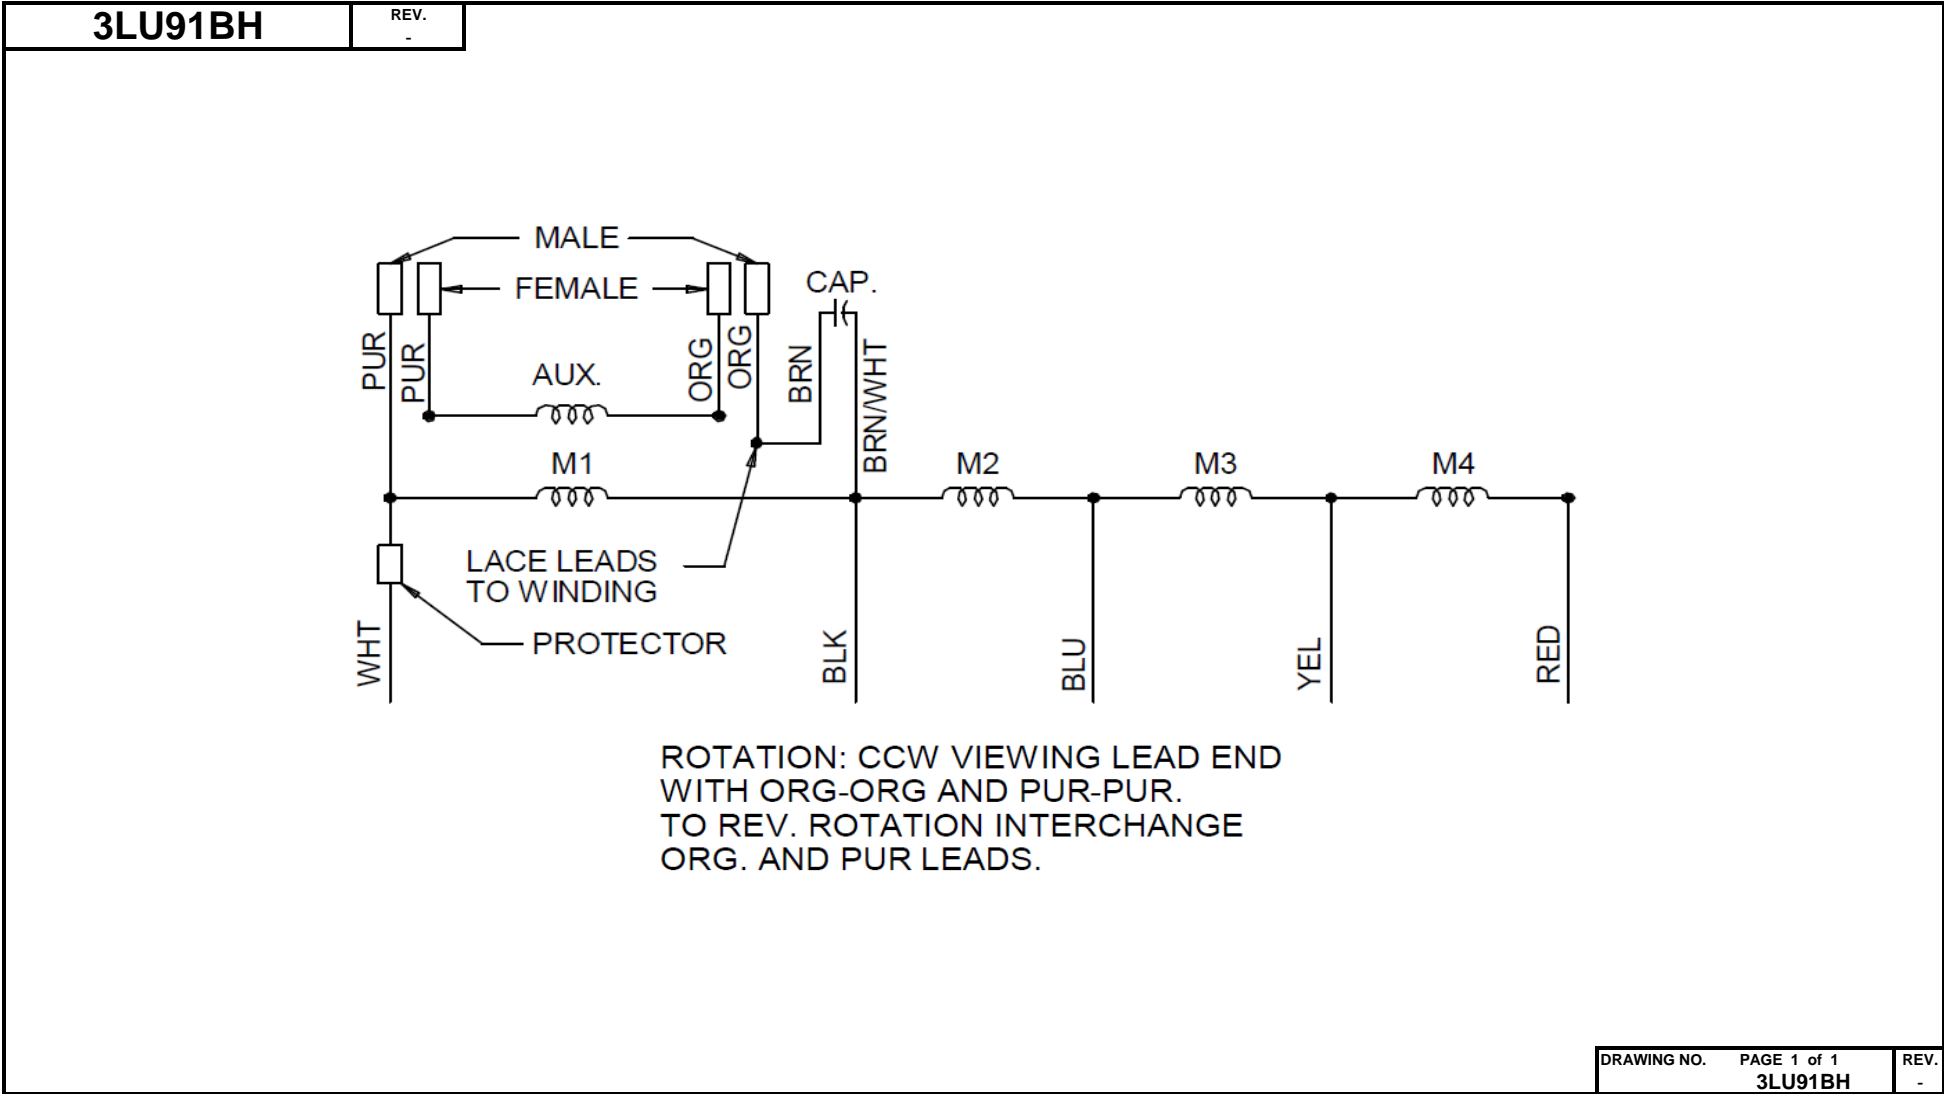 3LU91BH
REV.
-
MALE
FEMALE
CAP.
PUR
PUR
ORG
ORG
BRN
BRN/WHT
AUX.
M1
M2
M3
M4
LACE LEADS
TO WINDING
PROTECTOR
WHT
BLK
BLU
YEL
RED
ROTATION: CCW VIEWING LEAD END
WITH ORG-ORG AND PUR-PUR.
TO REV. ROTATION INTERCHANGE
ORG. AND PUR LEADS.
DRAWING NO. PAGE 1 of 1
3LU91BH
REV.
-